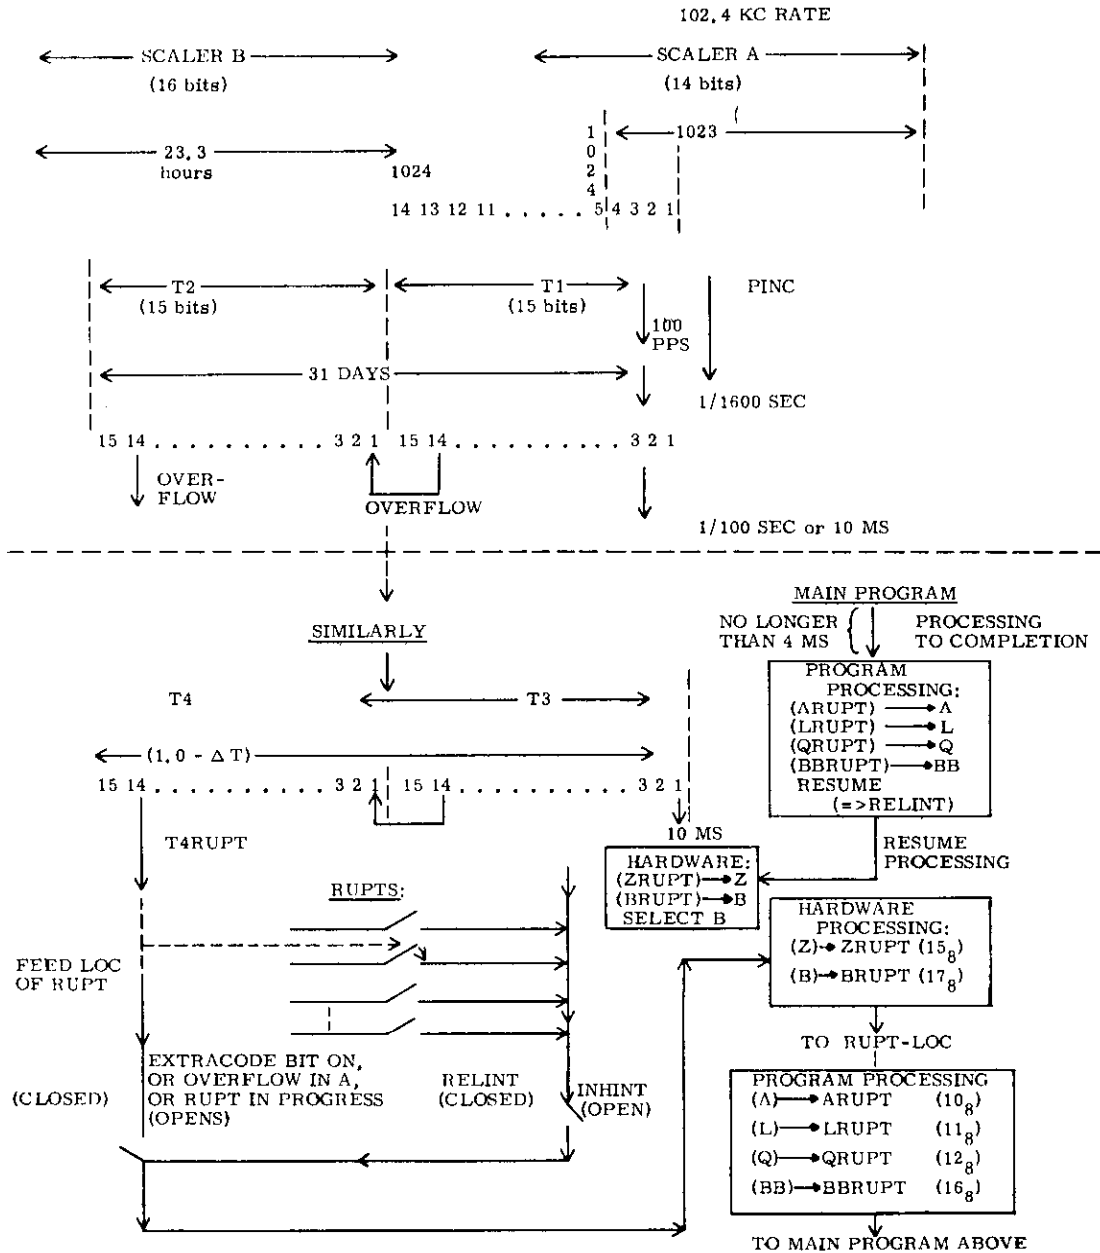 102.4 KC RATE
SCALER B
(16 bits)
SCALER A
(14 bits)
23.3
hours
1024
1
0
2
4
1023
14 13 12 11 . . . . . . 5 4 3 2 1
T2
(15 bits)
T1
(15 bits)
PINC
100
PPS
31 DAYS
1/1600 SEC
15 14 . . . . . . . . . . . 3 2 1 15 14 . . . . . . . . . . . 3 2 1
OVER-
FLOW
OVERFLOW
1/100 SEC or 10 MS
SIMILARLY
T4
T3
(1.0 - Δ T)
15 14 . . . . . . . . . . . 3 2 1 15 14 . . . . . . . . . . . 3 2 1
T4RUPT
10 MS
MAIN PROGRAM
NO LONGER
THAN 4 MS
PROCESSING
TO COMPLETION
PROGRAM
PROCESSING:
(ARUPT) → A
(LRUPT) → L
(QRUPT) → Q
(BBRUPT) → BB
RESUME
(=>RELINT)
RESUME
PROCESSING
HARDWARE:
(ZRUPT) → Z
(BRUPT) → B
SELECT B
RUPTS:
FEED LOC
OF RUPT
HARDWARE
PROCESSING:
(Z) → ZRUPT (15₈)
(B) → BRUPT (17₈)
TO RUPT-LOC
(CLOSED)
EXTRACODE BIT ON,
OR OVERFLOW IN A,
OR RUPT IN PROGRESS
(OPENS)
RELINT
(CLOSED)
INHINT
(OPEN)
PROGRAM PROCESSING
(A) → ARUPT (10₈)
(L) → LRUPT (11₈)
(Q) → QRUPT (12₈)
(BB) → BBRUPT (16₈)
TO MAIN PROGRAM ABOVE